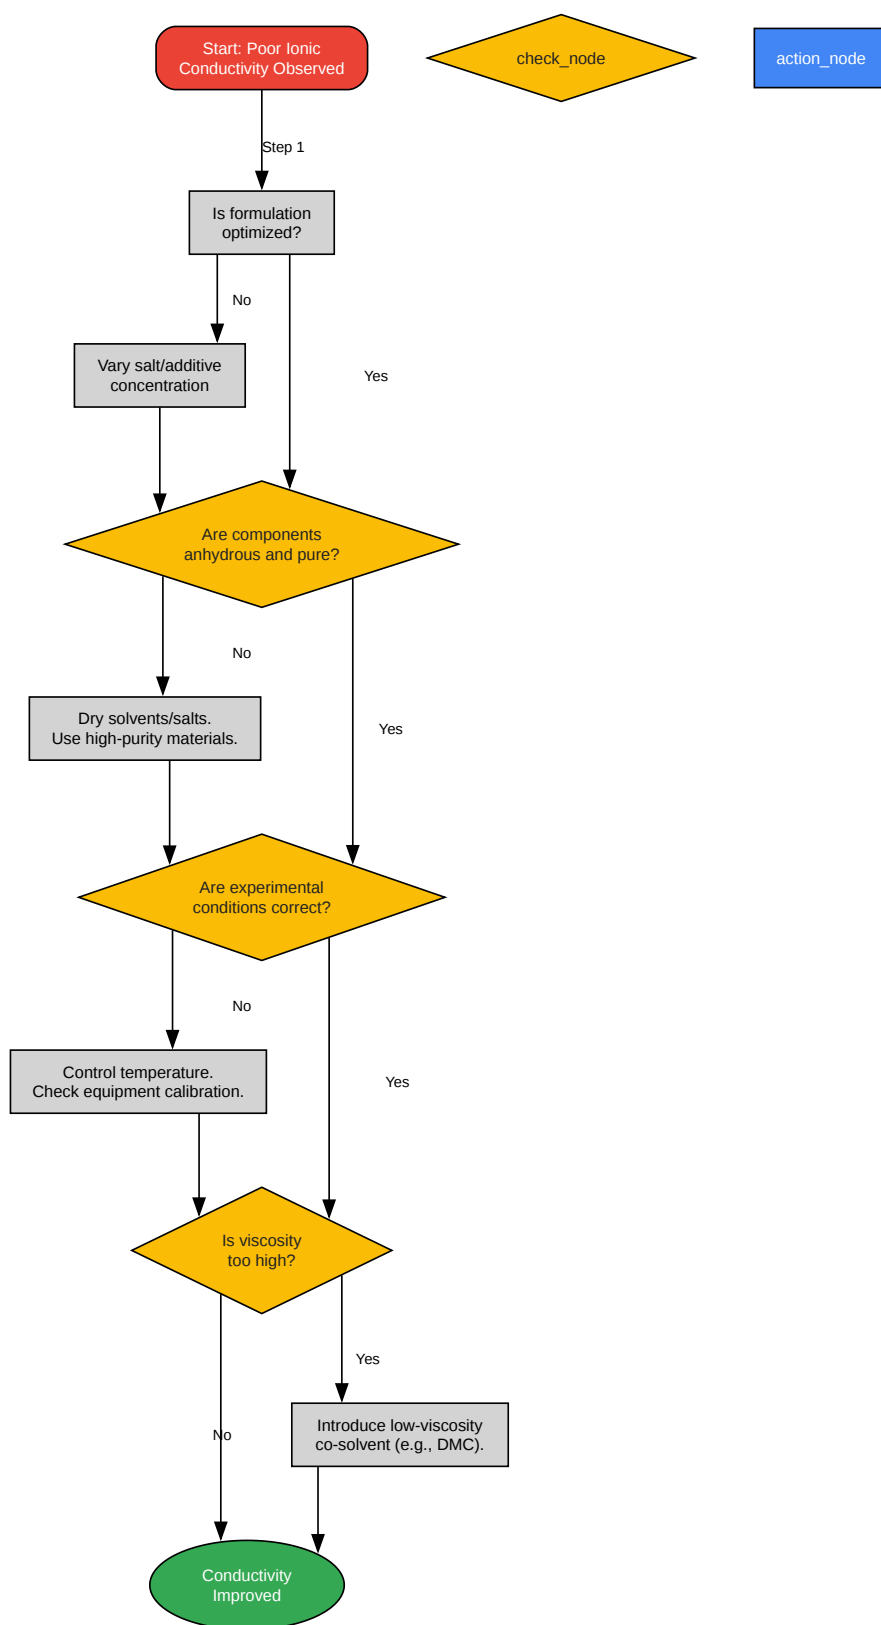 Start: Poor Ionic
Conductivity Observed
check_node
action_node
Step 1
Is formulation
optimized?
No
Vary salt/additive
concentration
Yes
Are components
anhydrous and pure?
No
Dry solvents/salts.
Use high-purity materials.
Yes
Are experimental
conditions correct?
No
Control temperature.
Check equipment calibration.
Yes
Is viscosity
too high?
Yes
Introduce low-viscosity
co-solvent (e.g., DMC).
No
Conductivity
Improved